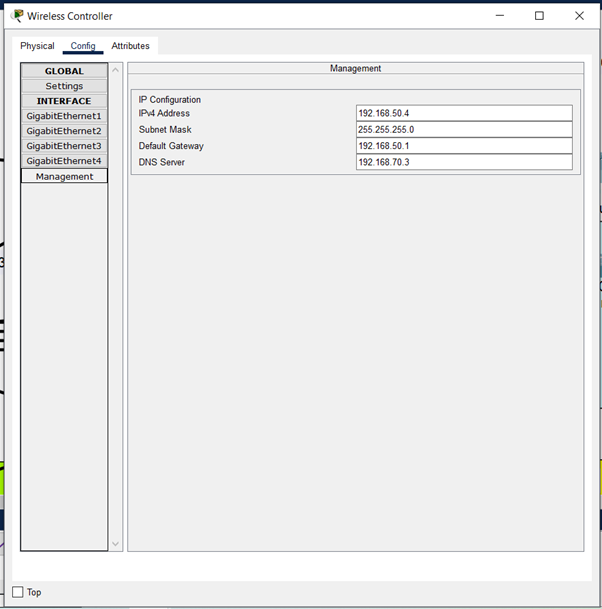 Wireless Controller
Physical Config Attributes
GLOBAL
Settings
INTERFACE
GigabitEthernet1
GigabitEthernet2
GigabitEthernet3
GigabitEthernet4
Management
Management
IP Configuration
IPv4 Address 192.168.50.4
Subnet Mask 255.255.255.0
Default Gateway 192.168.50.1
DNS Server 192.168.70.3
Top